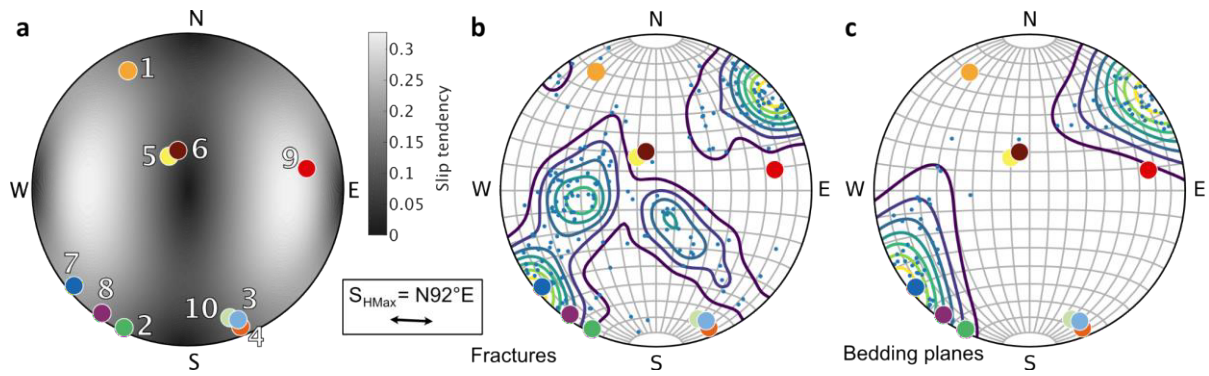 a
N
W
E
S
1
5
6
9
7
8
2
10
3
4
0.3
0.25
0.2
0.15
0.1
0.05
0
Slip tendency
SHMax= N92°E
b
N
W
E
S
Fractures
c
N
W
E
S
Bedding planes